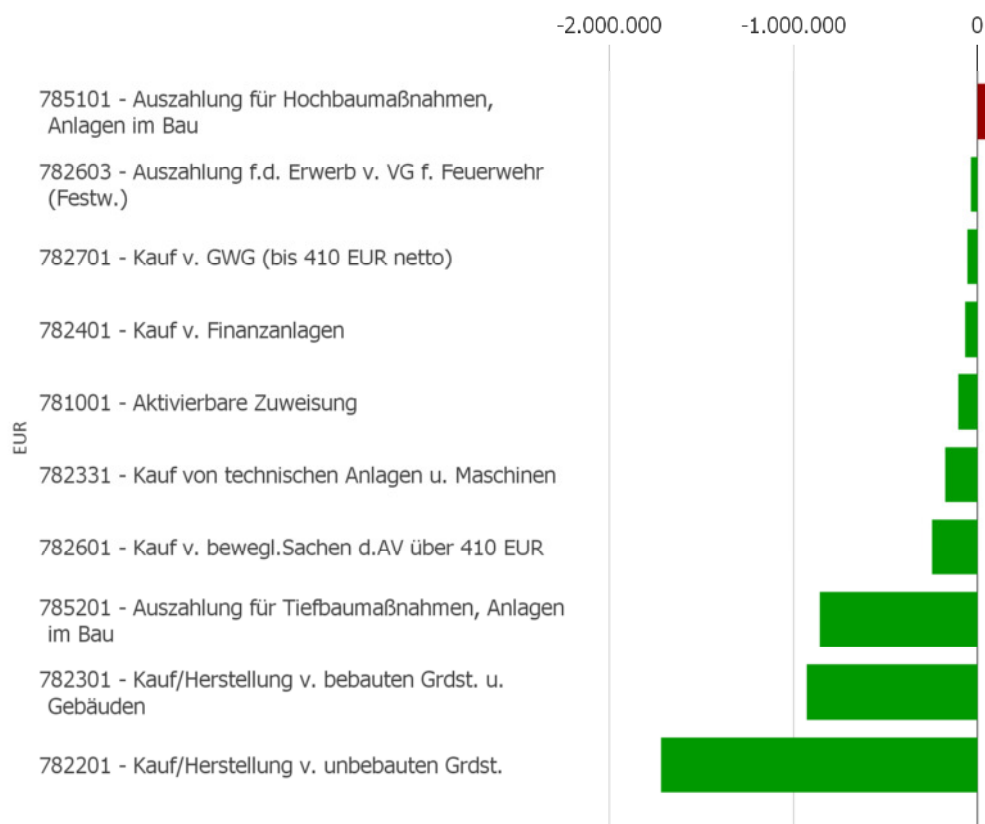 -2.000.000 -1.000.000 0
785101 - Auszahlung für Hochbaumaßnahmen,
Anlagen im Bau
782603 - Auszahlung f.d. Erwerb v. VG f. Feuerwehr
(Festw.)
782701 - Kauf v. GWG (bis 410 EUR netto)
782401 - Kauf v. Finanzanlagen
781001 - Aktivierbare Zuweisung
EUR
782331 - Kauf von technischen Anlagen u. Maschinen
782601 - Kauf v. bewegl.Sachen d.AV über 410 EUR
785201 - Auszahlung für Tiefbaumaßnahmen, Anlagen
im Bau
782301 - Kauf/Herstellung v. bebauten Grdst. u.
Gebäuden
782201 - Kauf/Herstellung v. unbebauten Grdst.